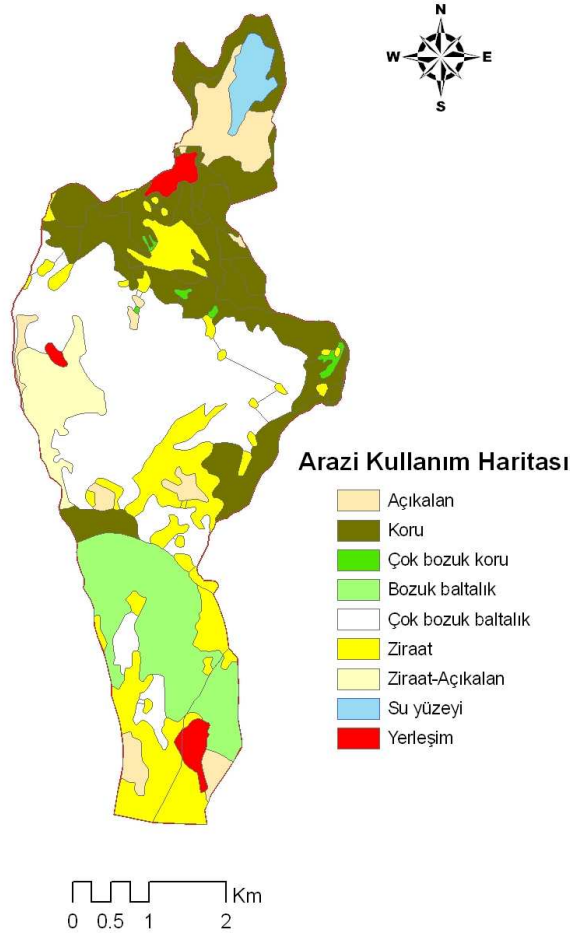 N
W E
S
Arazi Kullanım Haritası
Açıkalan
Koru
Çok bozuk koru
Bozuk baltalık
Çok bozuk baltalık
Ziraat
Ziraat-Açıkalan
Su yüzeyi
Yerleşim
Km
0 0.5 1 2